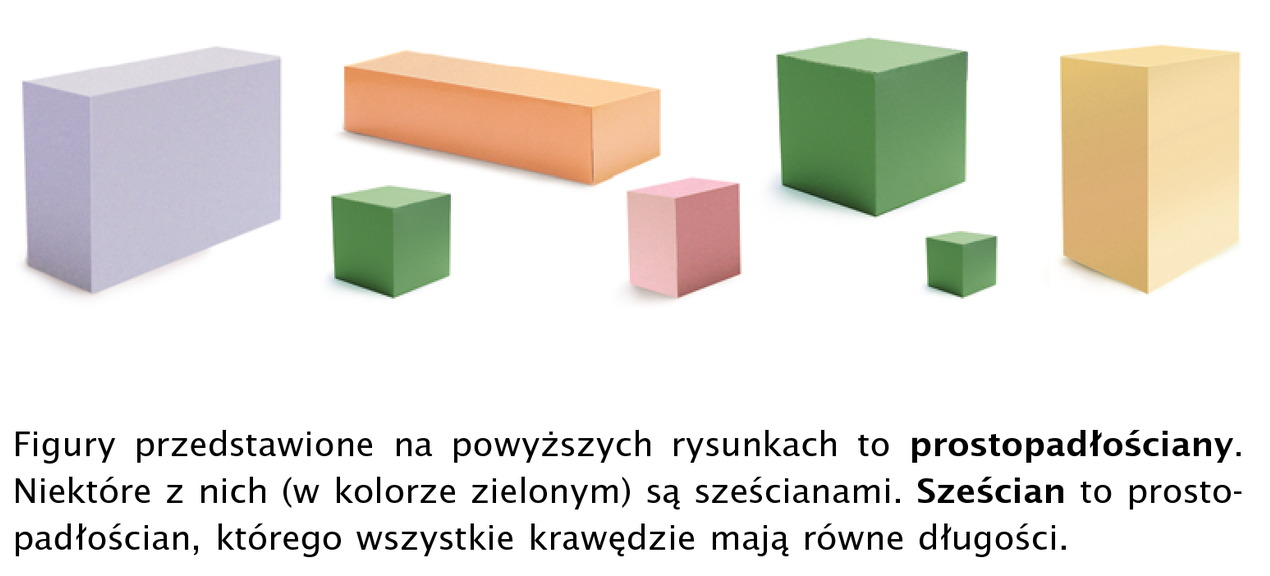 Figury przedstawione na powyższych rysunkach to prostopadłościany.
Niektóre z nich (w kolorze zielonym) są sześcianami. Sześcian to prosto-
padłościan, którego wszystkie krawędzie mają równe długości.